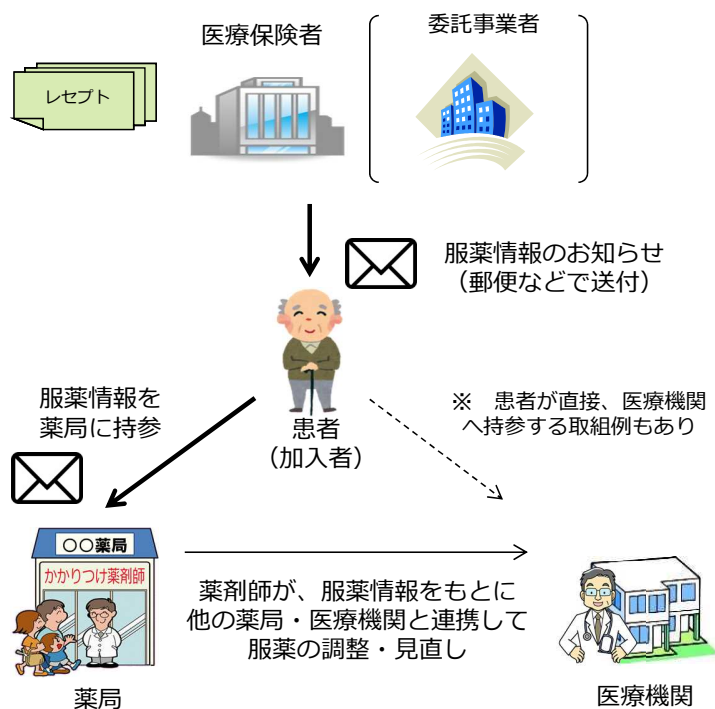 医療保険者
委託事業者
レセプト
服薬情報のお知らせ
（郵便などで送付）
服薬情報を
薬局に持参
※　患者が直接、医療機関
へ持参する取組例もあり
患者
（加入者）
〇〇薬局
かかりつけ薬剤師
薬剤師が、服薬情報をもとに
他の薬局・医療機関と連携して
服薬の調整・見直し
薬局
医療機関